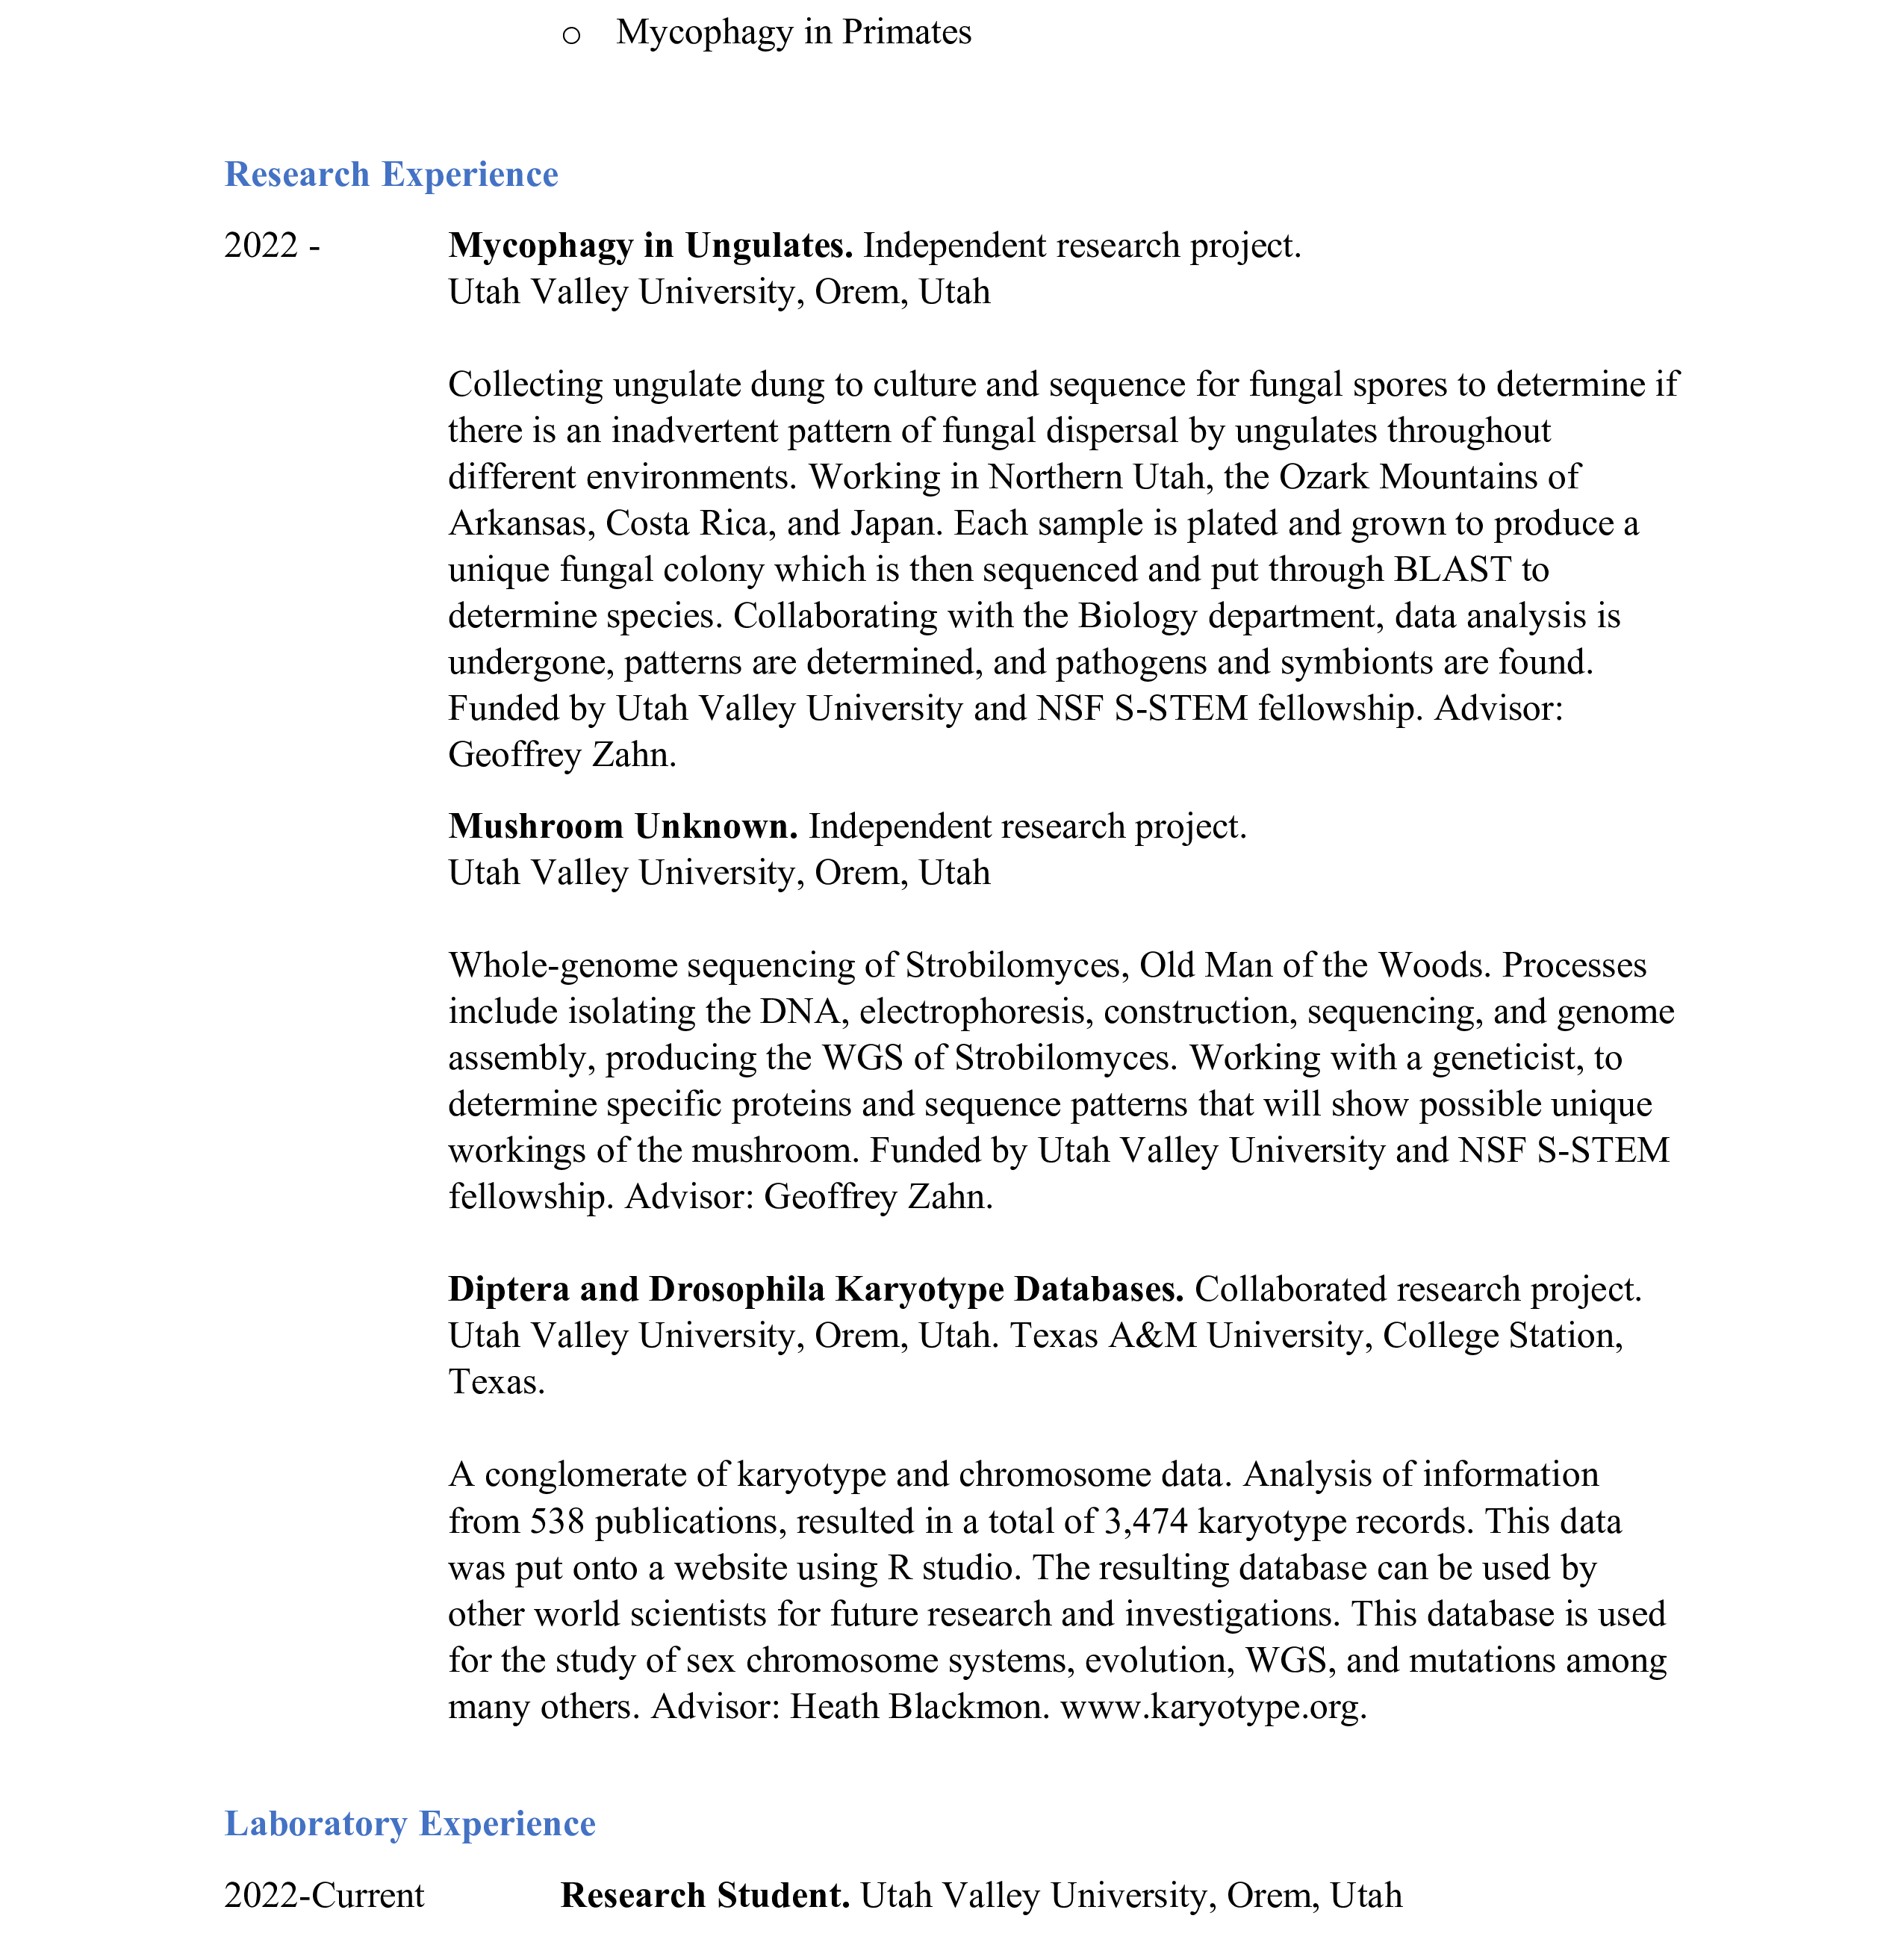 o Mycophagy in Primates
Research Experience
2022 - Mycophagy in Ungulates. Independent research project.
Utah Valley University, Orem, Utah
Collecting ungulate dung to culture and sequence for fungal spores to determine if
there is an inadvertent pattern of fungal dispersal by ungulates throughout
different environments. Working in Northern Utah, the Ozark Mountains of
Arkansas, Costa Rica, and Japan. Each sample is plated and grown to produce a
unique fungal colony which is then sequenced and put through BLAST to
determine species. Collaborating with the Biology department, data analysis is
undergone, patterns are determined, and pathogens and symbionts are found.
Funded by Utah Valley University and NSF S-STEM fellowship. Advisor:
Geoffrey Zahn.
Mushroom Unknown. Independent research project.
Utah Valley University, Orem, Utah
Whole-genome sequencing of Strobilomyces, Old Man of the Woods. Processes
include isolating the DNA, electrophoresis, construction, sequencing, and genome
assembly, producing the WGS of Strobilomyces. Working with a geneticist, to
determine specific proteins and sequence patterns that will show possible unique
workings of the mushroom. Funded by Utah Valley University and NSF S-STEM
fellowship. Advisor: Geoffrey Zahn.
Diptera and Drosophila Karyotype Databases. Collaborated research project.
Utah Valley University, Orem, Utah. Texas A&M University, College Station,
Texas.
A conglomerate of karyotype and chromosome data. Analysis of information
from 538 publications, resulted in a total of 3,474 karyotype records. This data
was put onto a website using R studio. The resulting database can be used by
other world scientists for future research and investigations. This database is used
for the study of sex chromosome systems, evolution, WGS, and mutations among
many others. Advisor: Heath Blackmon. www.karyotype.org.
Laboratory Experience
2022-Current Research Student. Utah Valley University, Orem, Utah